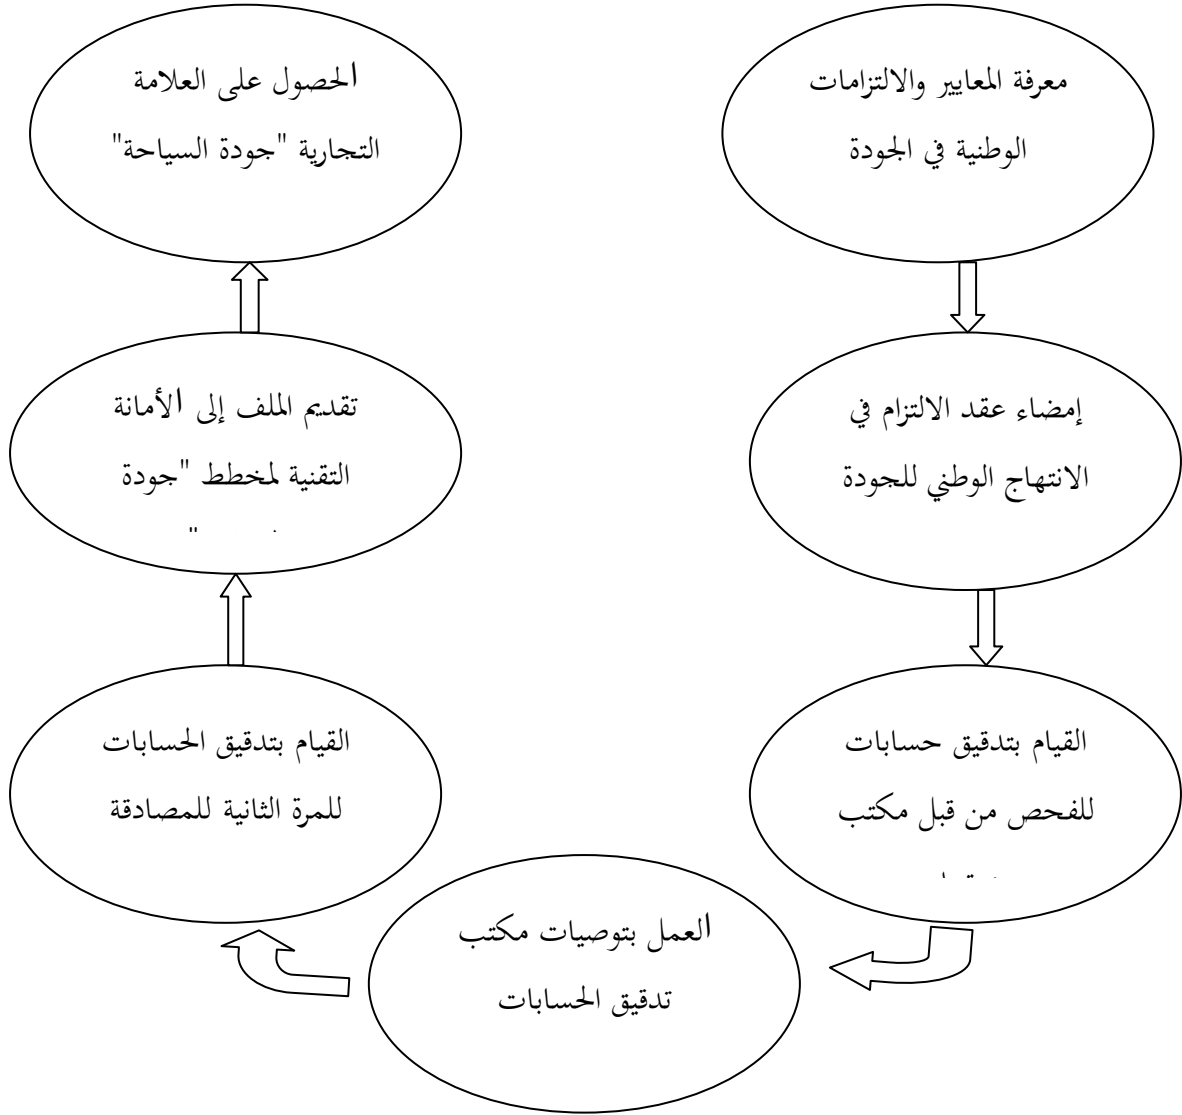 معرفة المعايير والالتزامات
الوطنية في الجودة
إمضاء عقد الالتزام في
الانتهاج الوطني للجودة
القيام بتدقيق حسابات
للفحص من قبل مكتب
العمل بتوصيات مكتب
تدقيق الحسابات
القيام بتدقيق الحسابات
للمرة الثانية للمصادقة
تقديم الملف إلى الأمانة
التقنية لمخطط "جودة
"
الحصول على العلامة
التجارية "جودة السياحة"